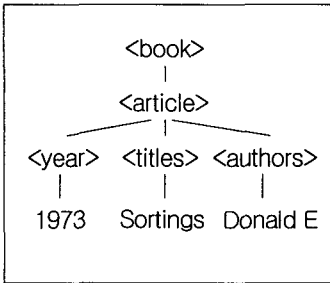 <book>
<article>
<year> <titles> <authors>
1973 Sortings Donald E